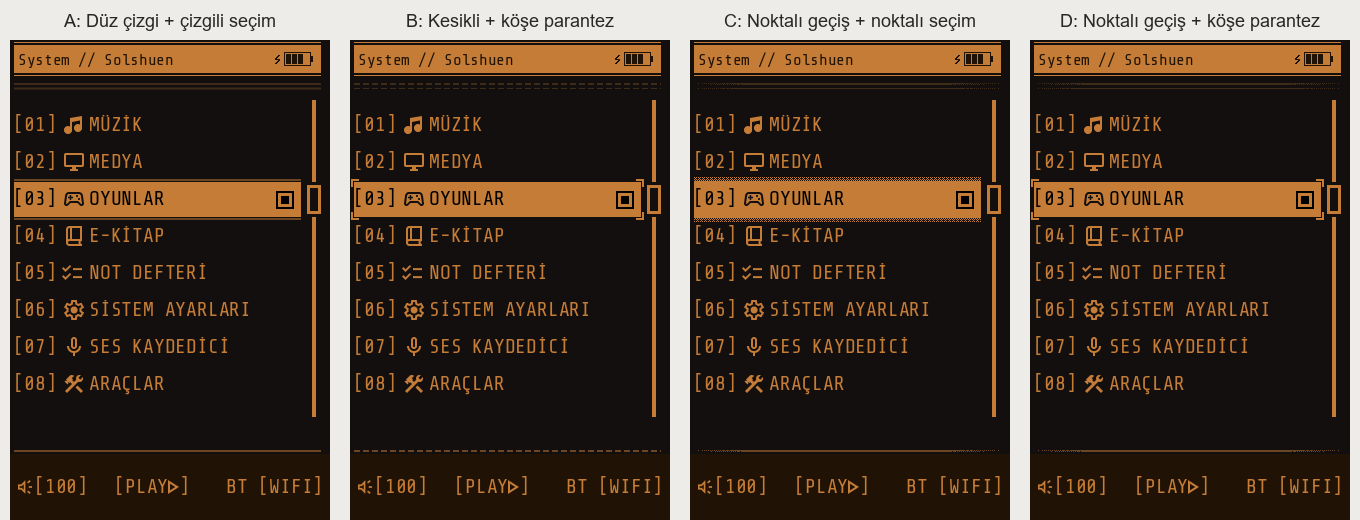 A: Düz çizgi + çizgili seçim
System // Solshuen
[01] MÜZİK
[02] MEDYA
[03] OYUNLAR
[04] E-KİTAP
[05] NOT DEFTERİ
[06] SİSTEM AYARLARI
[07] SES KAYDEDİCİ
[08] ARAÇLAR
[100] [PLAY▷] BT [WIFI]
B: Kesikli + köşe parantez
System // Solshuen
[01] MÜZİK
[02] MEDYA
[03] OYUNLAR
[04] E-KİTAP
[05] NOT DEFTERİ
[06] SİSTEM AYARLARI
[07] SES KAYDEDİCİ
[08] ARAÇLAR
[100] [PLAY▷] BT [WIFI]
C: Noktalı geçiş + noktalı seçim
System // Solshuen
[01] MÜZİK
[02] MEDYA
[03] OYUNLAR
[04] E-KİTAP
[05] NOT DEFTERİ
[06] SİSTEM AYARLARI
[07] SES KAYDEDİCİ
[08] ARAÇLAR
[100] [PLAY▷] BT [WIFI]
D: Noktalı geçiş + köşe parantez
System // Solshuen
[01] MÜZİK
[02] MEDYA
[03] OYUNLAR
[04] E-KİTAP
[05] NOT DEFTERİ
[06] SİSTEM AYARLARI
[07] SES KAYDEDİCİ
[08] ARAÇLAR
[100] [PLAY▷] BT [WIFI]